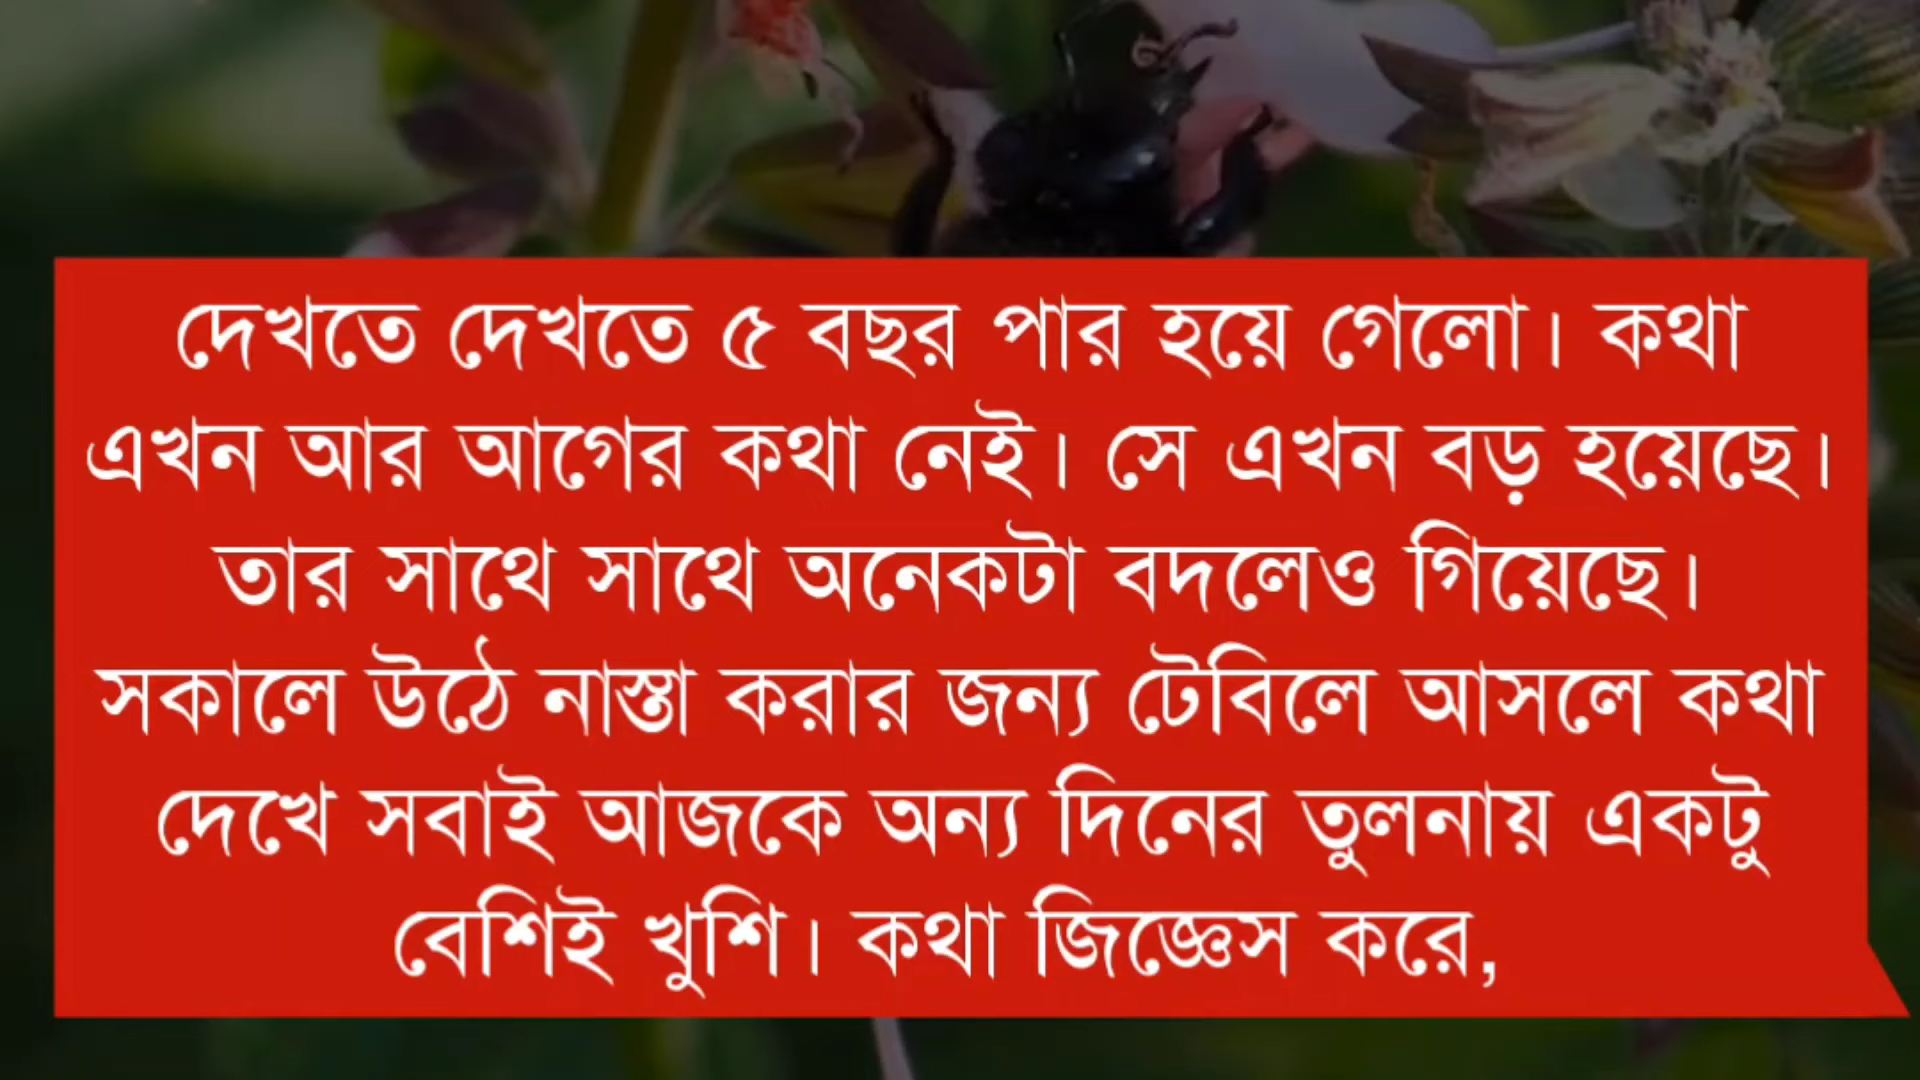 দেখতে দেখতে ৫ বছর পার হয়ে গেলো। কথা
এখন আর আগের কথা নেই। সে এখন বড় হয়েছে।
তার সাথে সাথে অনেকটা বদলেও গিয়েছে।
সকালে উঠে নাস্তা করার জন্য টেবিলে আসলে কথা
দেখে সবাই আজকে অন্য দিনের তুলনায় একটু
বেশিই খুশি। কথা জিজ্ঞেস করে,